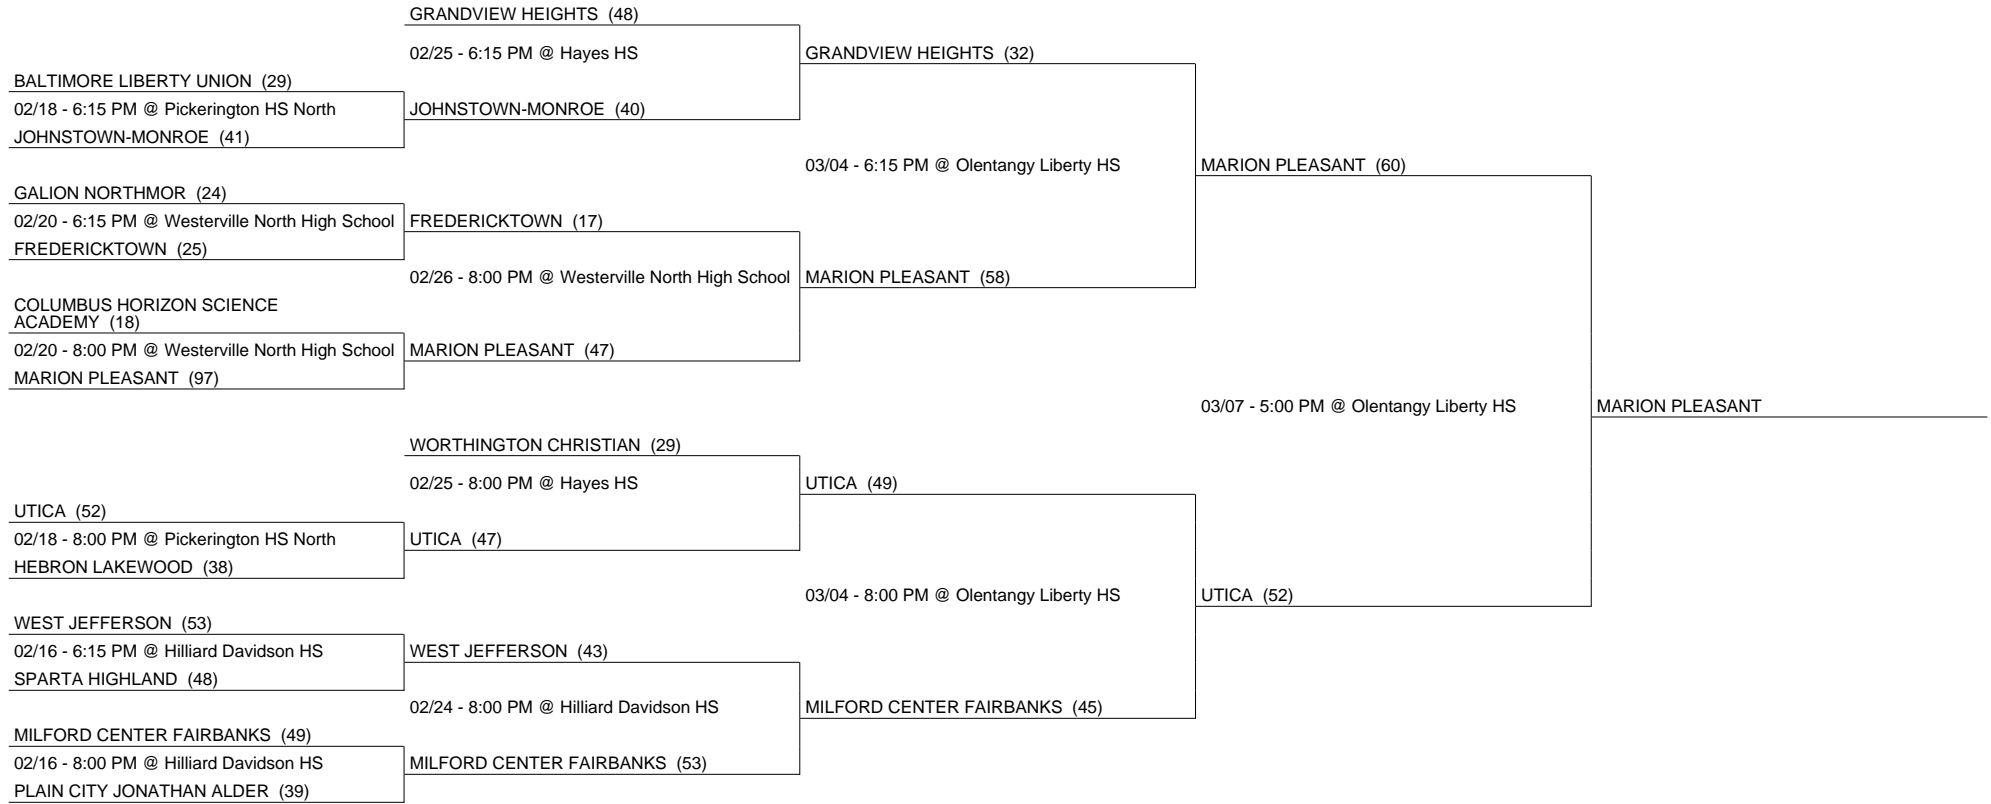 GRANDVIEW HEIGHTS (48)
02/25 - 6:15 PM @ Hayes HS
GRANDVIEW HEIGHTS (32)
BALTIMORE LIBERTY UNION (29)
02/18 - 6:15 PM @ Pickerington HS North
JOHNSTOWN-MONROE (40)
JOHNSTOWN-MONROE (41)
03/04 - 6:15 PM @ Olentangy Liberty HS
MARION PLEASANT (60)
GALION NORTHMOR (24)
02/20 - 6:15 PM @ Westerville North High School
FREDERICKTOWN (17)
FREDERICKTOWN (25)
02/26 - 8:00 PM @ Westerville North High School
MARION PLEASANT (58)
COLUMBUS HORIZON SCIENCE
ACADEMY (18)
02/20 - 8:00 PM @ Westerville North High School
MARION PLEASANT (47)
MARION PLEASANT (97)
03/07 - 5:00 PM @ Olentangy Liberty HS
MARION PLEASANT
WORTHINGTON CHRISTIAN (29)
02/25 - 8:00 PM @ Hayes HS
UTICA (49)
UTICA (52)
02/18 - 8:00 PM @ Pickerington HS North
UTICA (47)
HEBRON LAKEWOOD (38)
03/04 - 8:00 PM @ Olentangy Liberty HS
UTICA (52)
WEST JEFFERSON (53)
02/16 - 6:15 PM @ Hilliard Davidson HS
WEST JEFFERSON (43)
SPARTA HIGHLAND (48)
02/24 - 8:00 PM @ Hilliard Davidson HS
MILFORD CENTER FAIRBANKS (45)
MILFORD CENTER FAIRBANKS (49)
02/16 - 8:00 PM @ Hilliard Davidson HS
MILFORD CENTER FAIRBANKS (53)
PLAIN CITY JONATHAN ALDER (39)